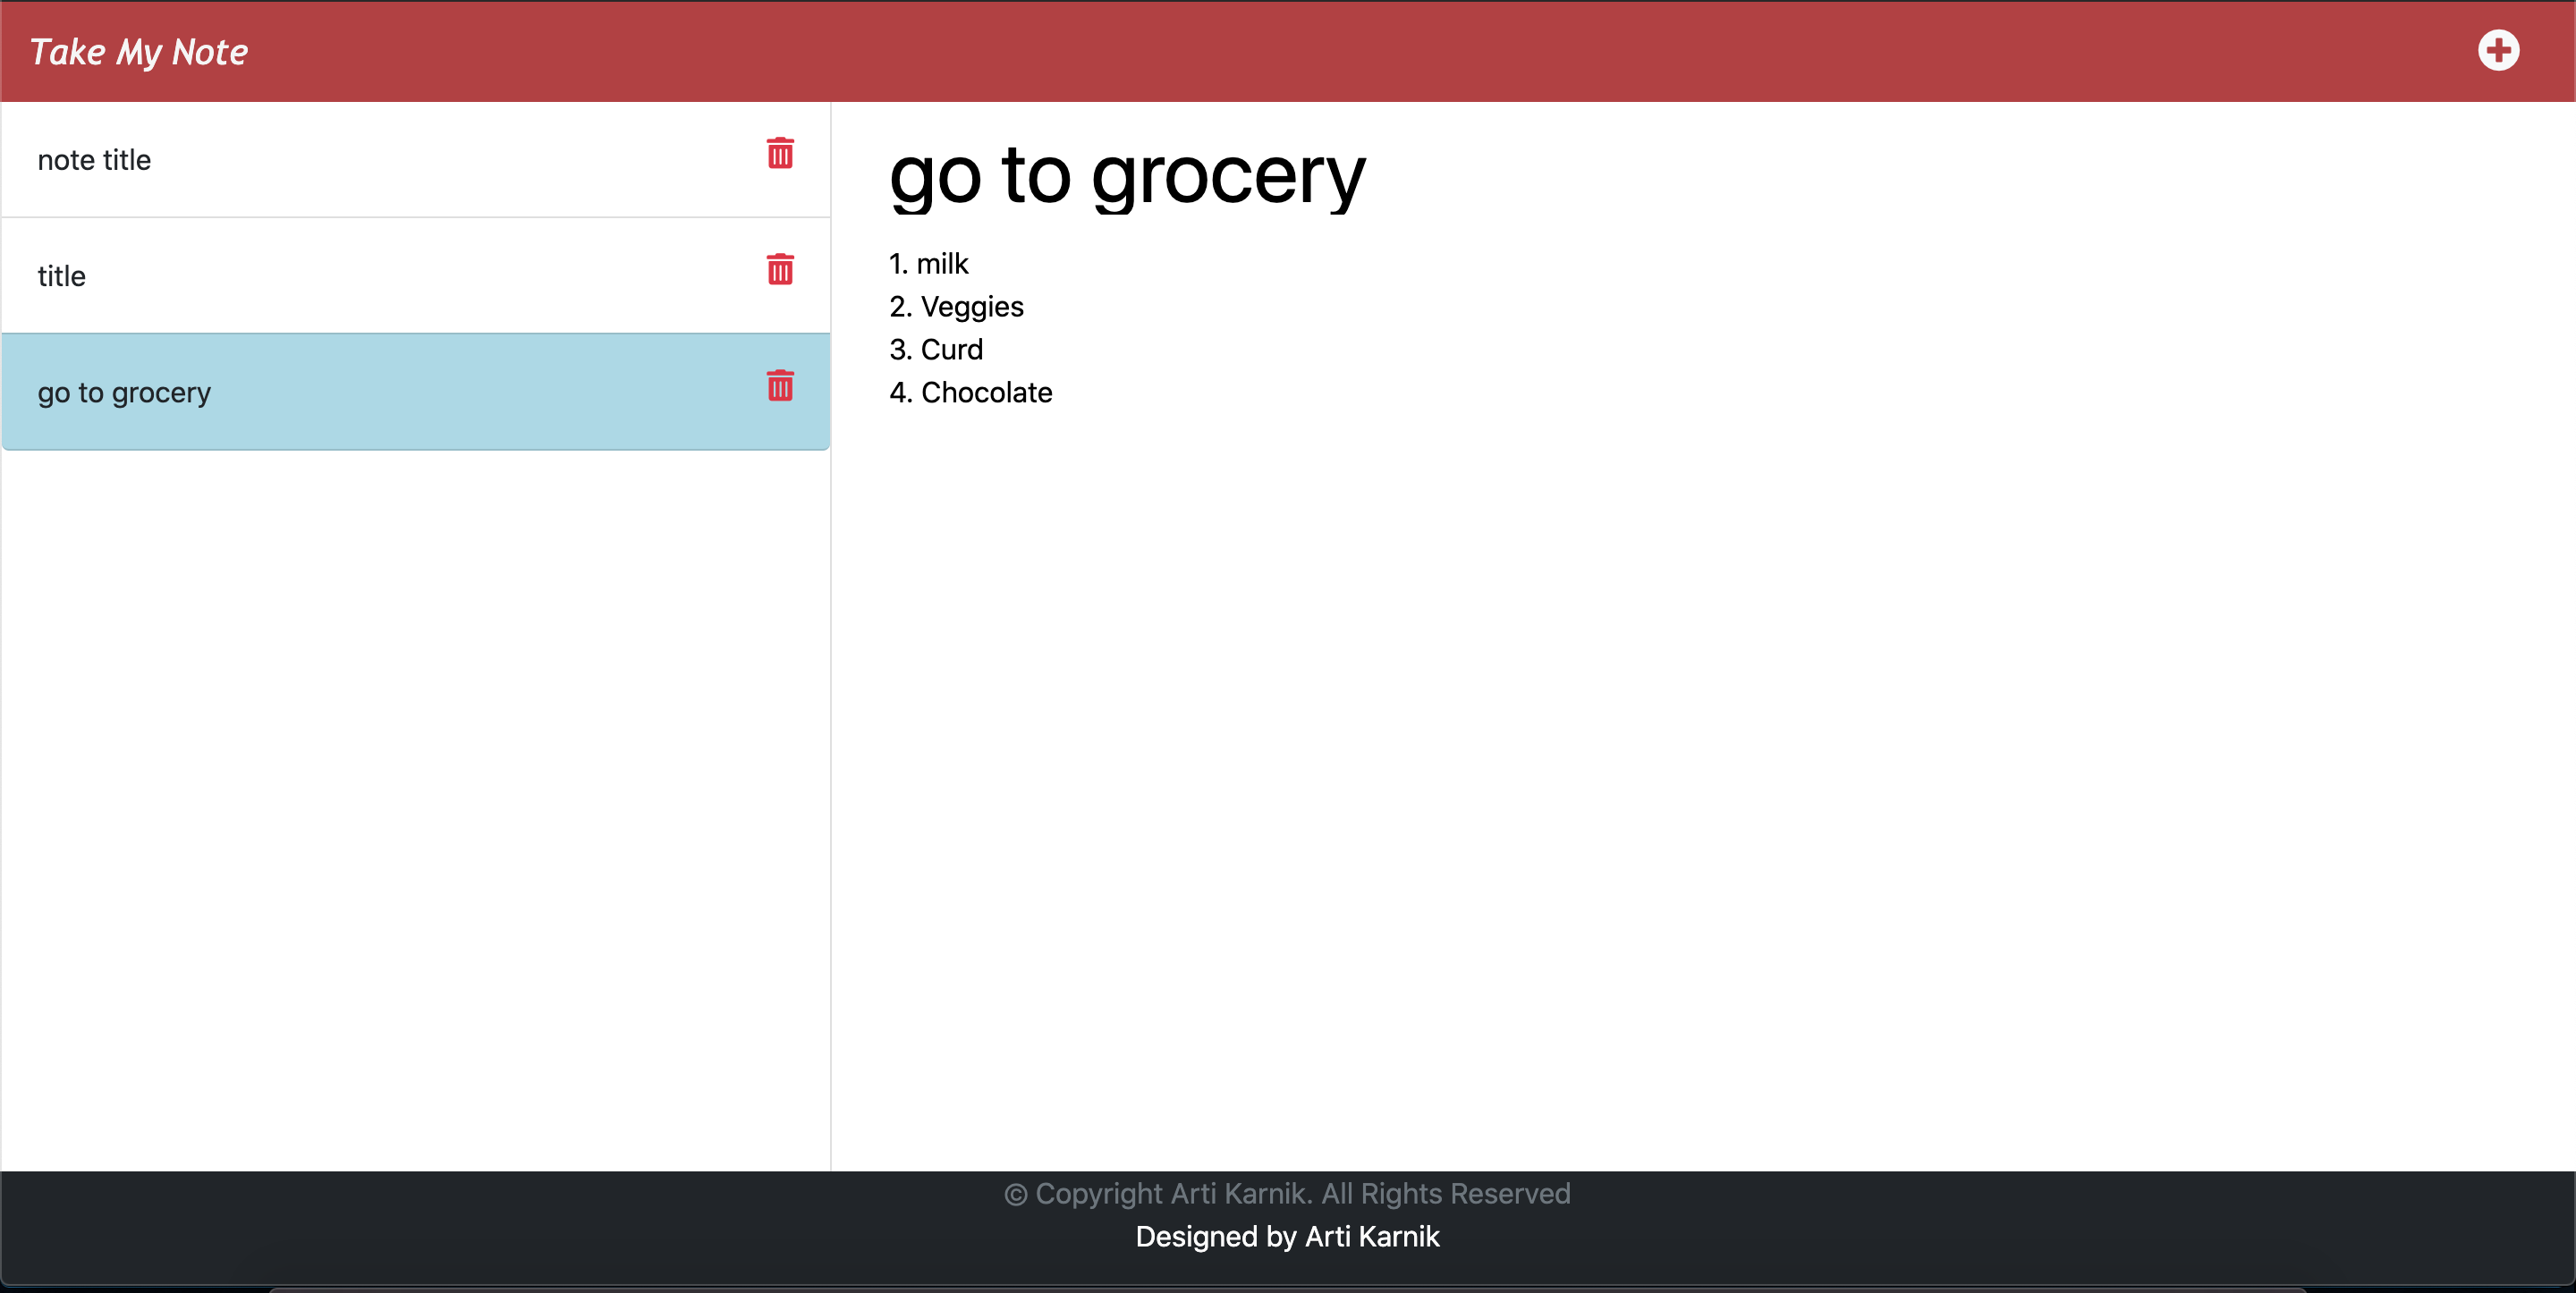 Take My Note
note title
title
go to grocery
go to grocery
1. milk
2. Veggies
3. Curd
4. Chocolate
© Copyright Arti Karnik. All Rights Reserved
Designed by Arti Karnik